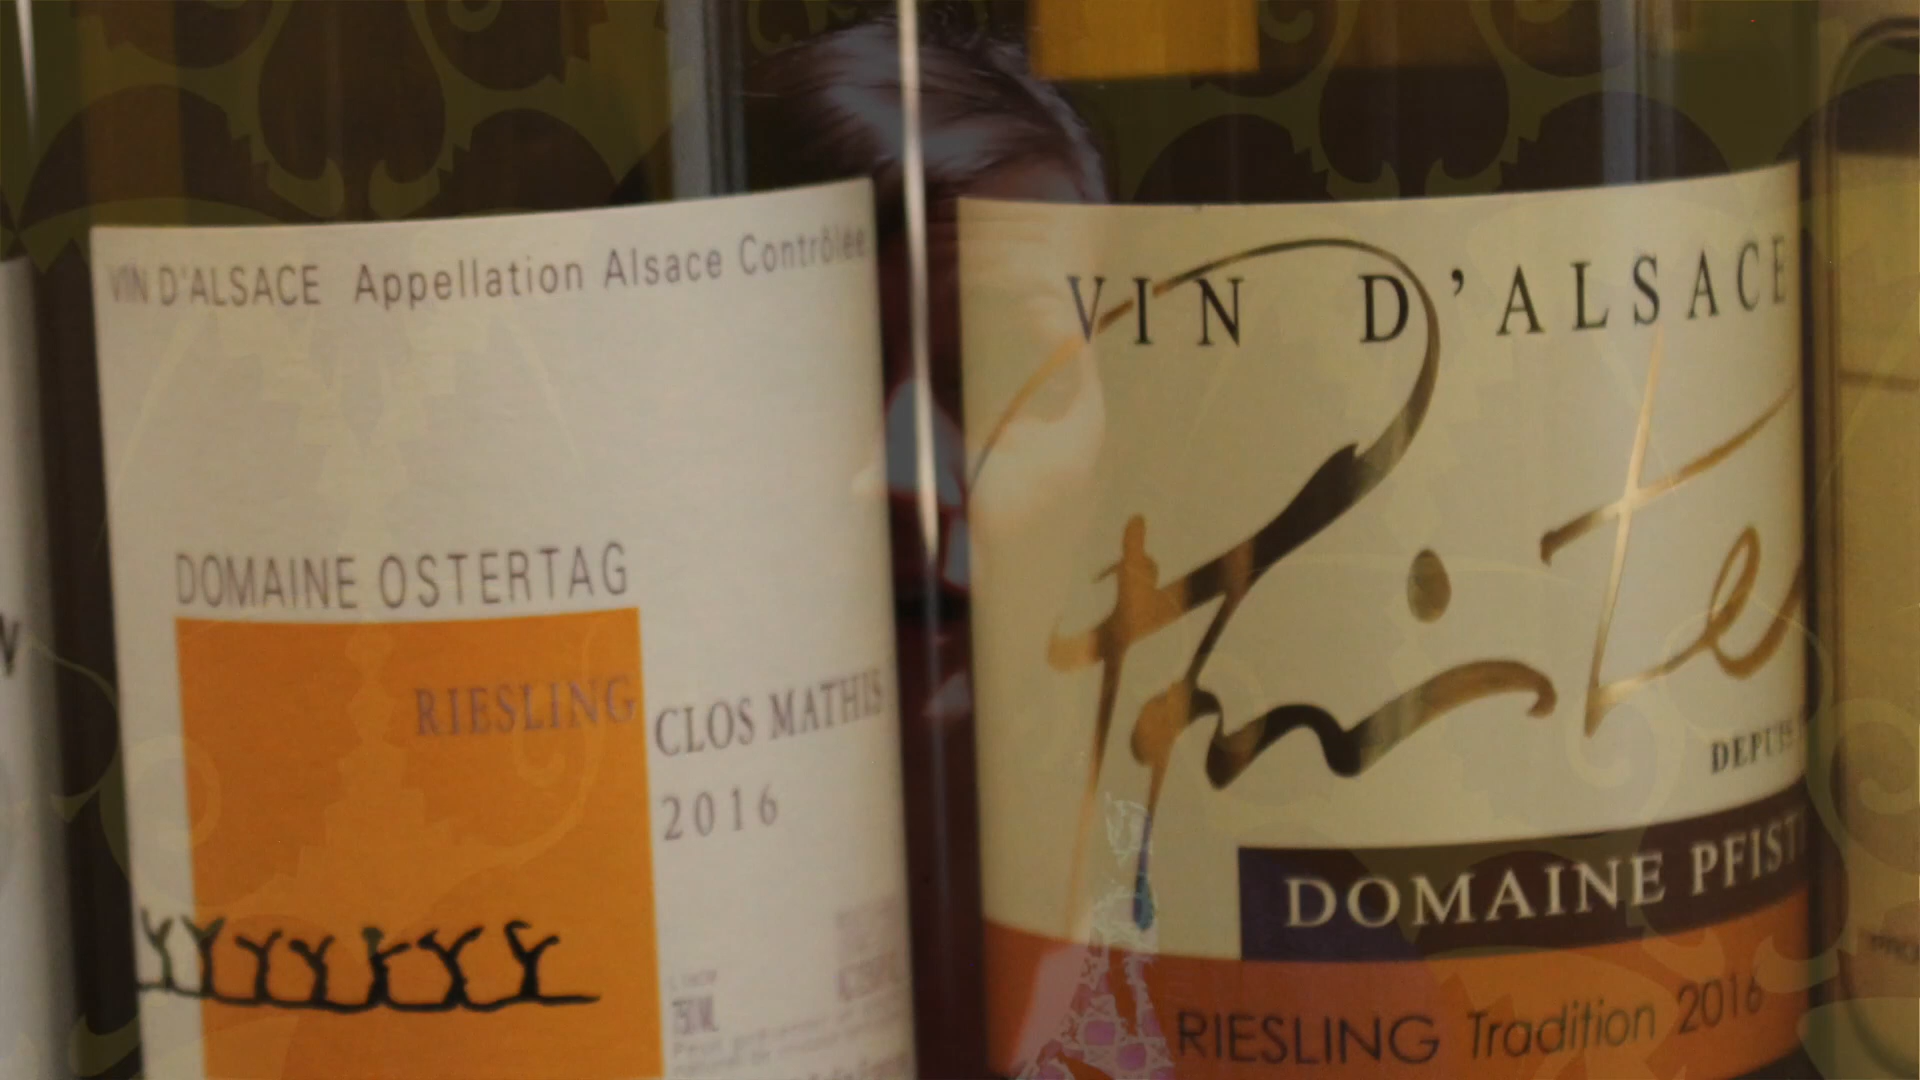 VIN D'ALSACE Appellation Alsace Contrôlée
DOMAINE OSTERTAG
RIESLING
CLOS MATHIS
2016
VIN D'ALSACE
Pfiste
DEPUIS
DOMAINE PFIST
RIESLING Tradition 2016